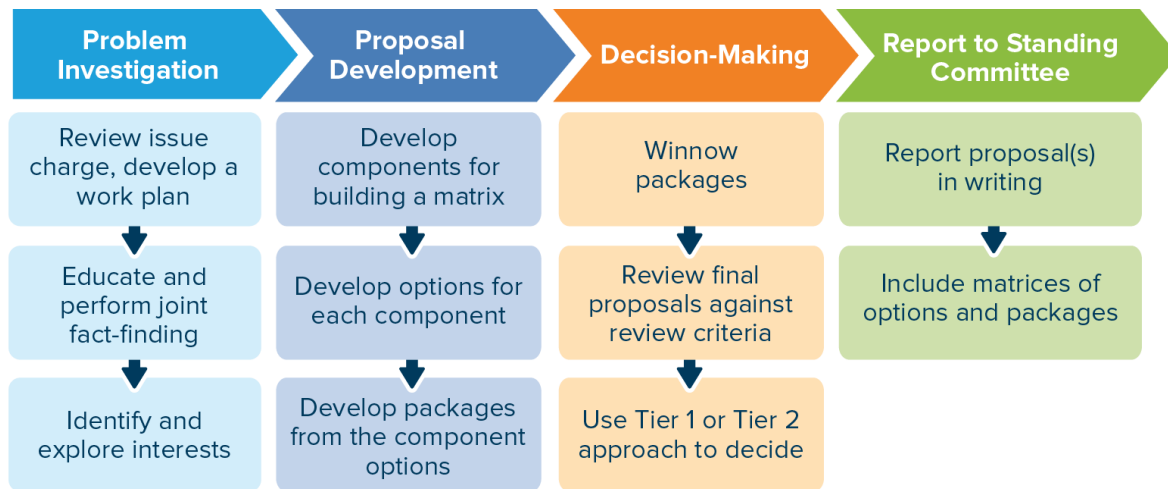 Problem
Investigation
Proposal
Development
Decision-Making
Report to Standing
Committee
Review issue
charge, develop a
work plan
Educate and
perform joint
fact-finding
Identify and
explore interests
Develop
components for
building a matrix
Develop options for
each component
Develop packages
from the component
options
Winnow
packages
Review final
proposals against
review criteria
Use Tier 1 or Tier 2
approach to decide
Report proposal(s)
in writing
Include matrices of
options and packages